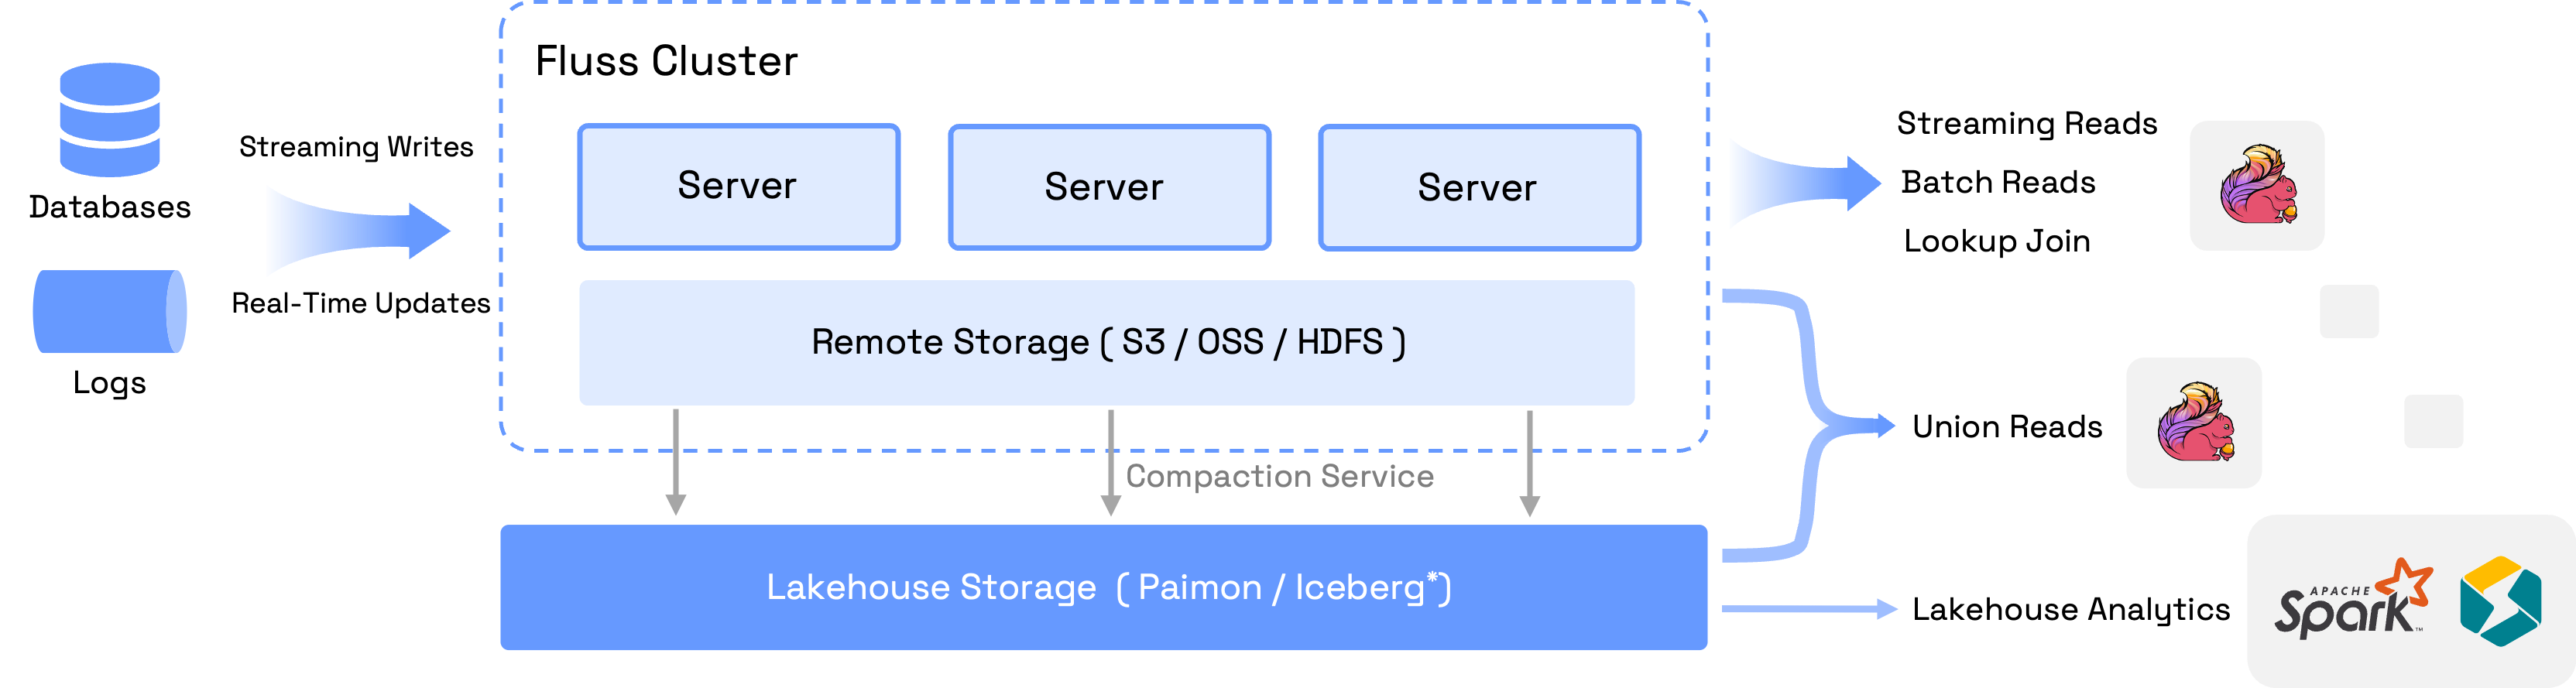 Fluss Cluster
Databases
Logs
Streaming Writes
Real-Time Updates
Server
Server
Server
Remote Storage ( S3 / OSS / HDFS )
Compaction Service
Lakehouse Storage ( Paimon / Iceberg*)
Streaming Reads
Batch Reads
Lookup Join
Union Reads
Lakehouse Analytics
APACHE
Spark™